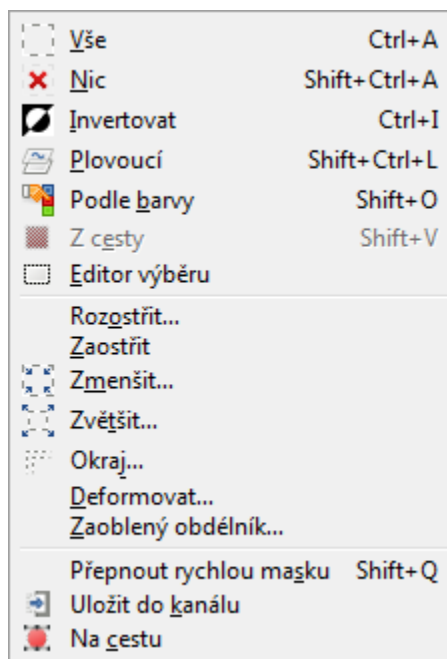 Vše Ctrl+A
Nic Shift+Ctrl+A
Invertovat Ctrl+I
Plovoucí Shift+Ctrl+L
Podle barvy Shift+O
Z cesty Shift+V
Editor výběru
Rozostřit...
Zaostřit
Zmenšit...
Zvětšit...
Okraj...
Deformovat...
Zaoblený obdélník...
Přepnout rychlou masku Shift+Q
Uložit do kanálu
Na cestu